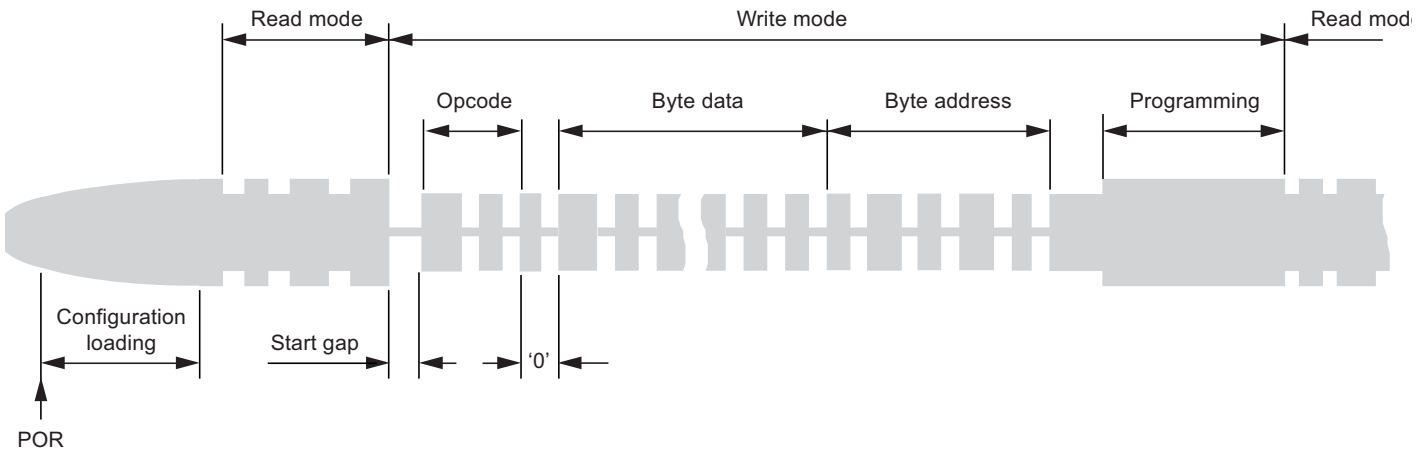 Read mode
Write mode
Read mod
Opcode
Byte data
Byte address
Programming
Configuration
loading
Start gap
‘0’
POR